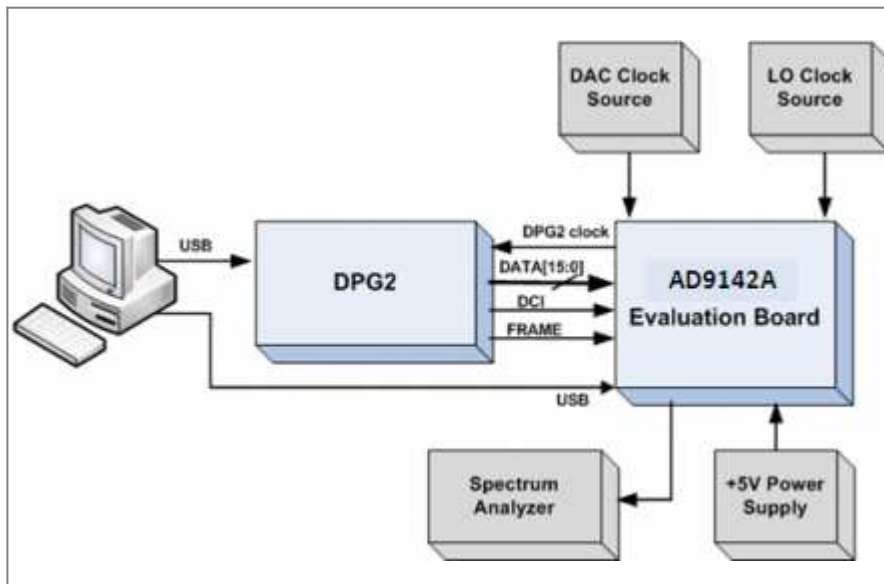 DAC Clock
Source
LO Clock
Source
USB
DPG2
DPG2 clock
DATA[15:0]
DCI
FRAME
AD9142A
Evaluation Board
USB
Spectrum
Analyzer
+5V Power
Supply